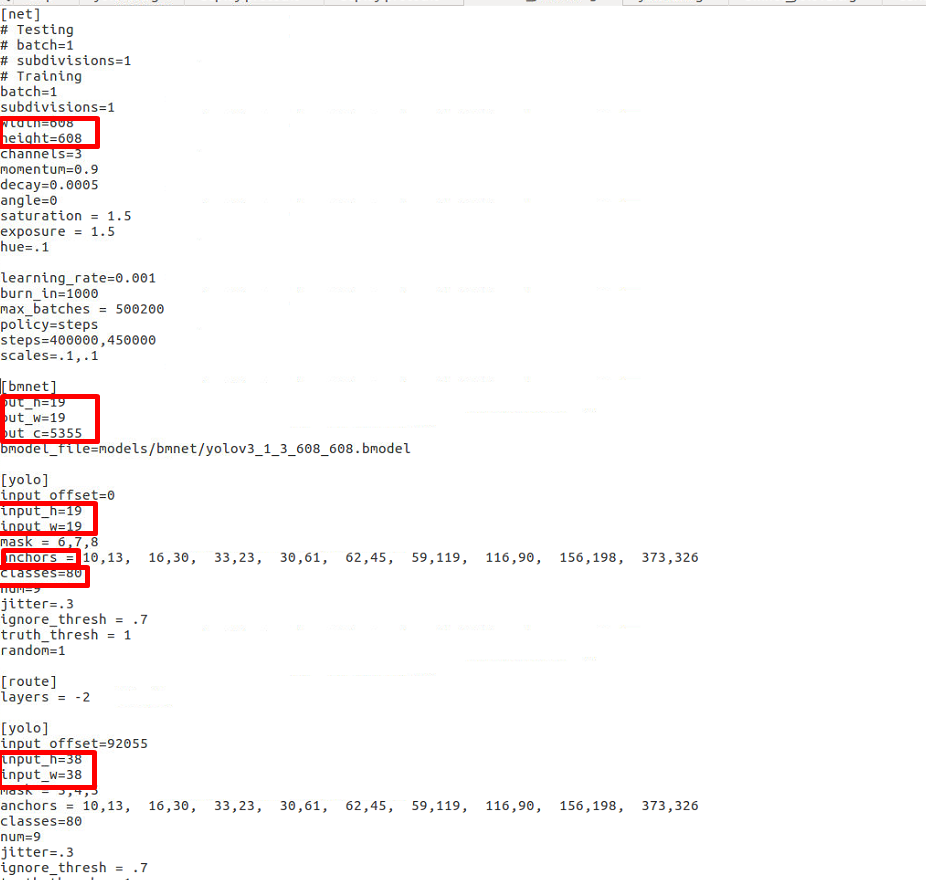 [net]
# Testing
# batch=1
# subdivisions=1
# Training
batch=1
subdivisions=1
width=608
height=608
channels=3
momentum=0.9
decay=0.0005
angle=0
saturation = 1.5
exposure = 1.5
hue=.1
learning_rate=0.001
burn_in=1000
max_batches = 500200
policy=steps
steps=400000,450000
scales=.1,.1
[bmnet]
out_h=19
out_w=19
out_c=5355
bmodel_file=models/bmnet/yolov3_1_3_608_608.bmodel
[yolo]
input_offset=0
input_h=19
input_w=19
mask = 6,7,8
anchors = 10,13,  16,30,  33,23,  30,61,  62,45,  59,119,  116,90,  156,198,  373,326
classes=80
num=9
jitter=.3
ignore_thresh = .7
truth_thresh = 1
random=1
[route]
layers = -2
[yolo]
input_offset=92055
input_h=38
input_w=38
mask = 3,4,5
anchors = 10,13,  16,30,  33,23,  30,61,  62,45,  59,119,  116,90,  156,198,  373,326
classes=80
num=9
jitter=.3
ignore_thresh = .7